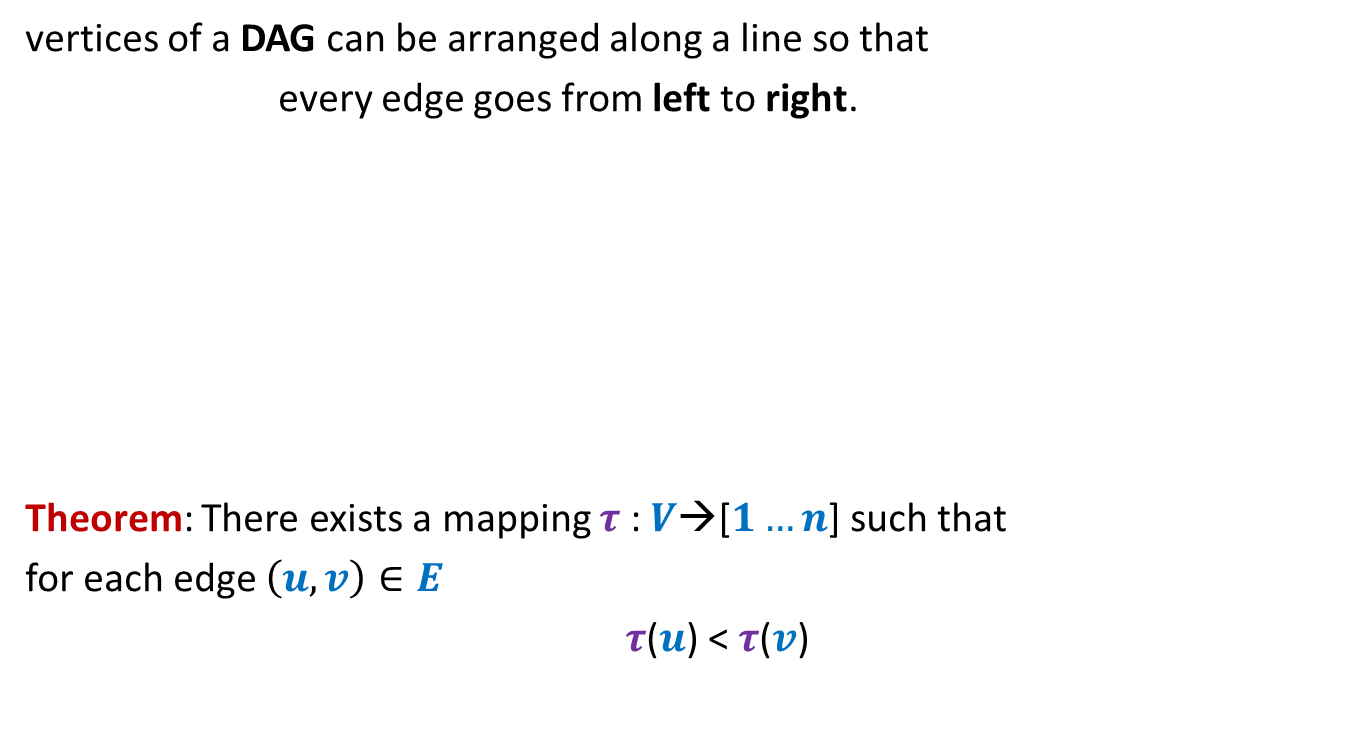 vertices of a DAG can be arranged along a line so that
every edge goes from left to right.
Theorem: There exists a mapping τ : V→[1 … n] such that
for each edge (u, v) ∈ E
τ(u) < τ(v)